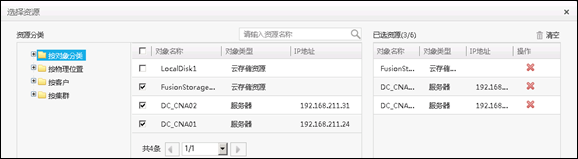 选择资源
资源分类
请输入资源名称
已选资源(3/6)
清空
按对象分类
按物理位置
按客户
按集群
对象名称 对象类型 IP地址
LocalDisk1 云存储资源
FusionStorage... 云存储资源
DC_CNA02 服务器 192.168.211.31
DC_CNA01 服务器 192.168.211.24
共4条 1/1
对象名称 对象类型 IP地址 操作
FusionSt... 云存储...
DC_CNA... 服务器 192.168...
DC_CNA... 服务器 192.168...